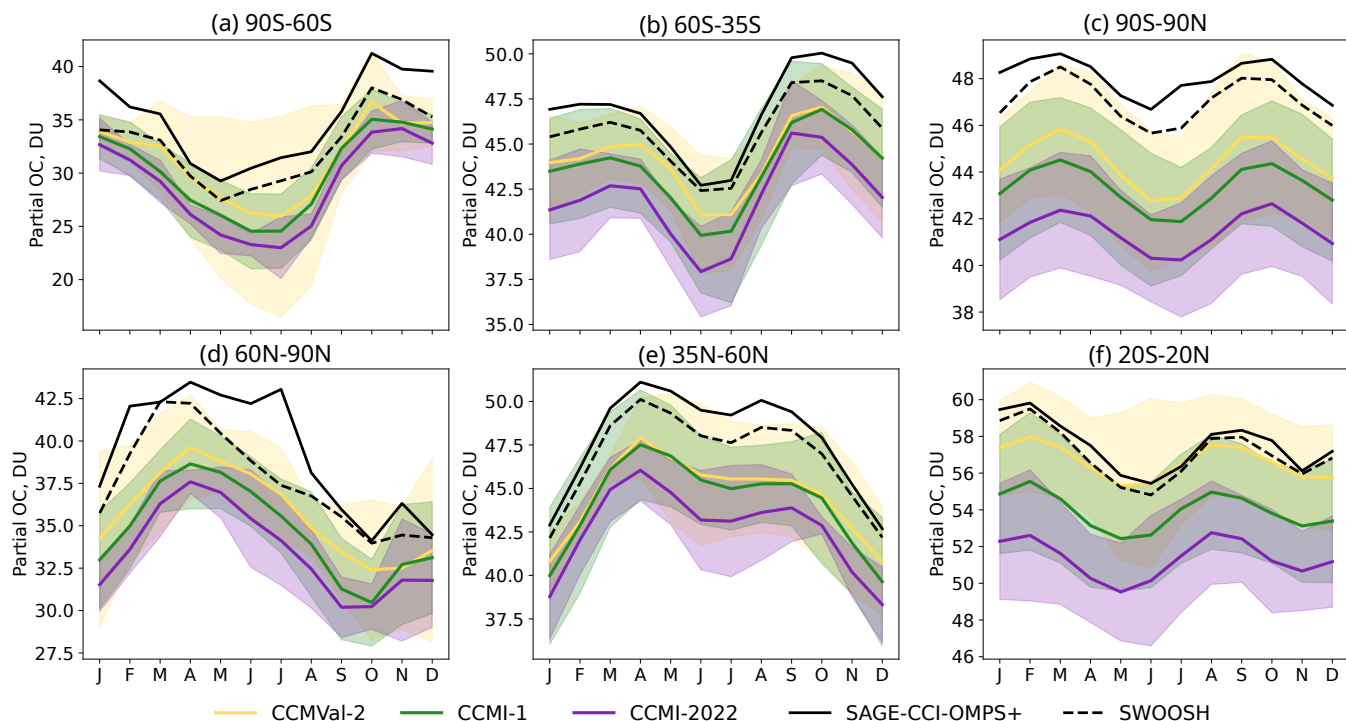 (a) 90S-60S
(b) 60S-35S
(c) 90S-90N
Partial OC, DU
40
35
30
25
20
Partial OC, DU
50.0
47.5
45.0
42.5
40.0
37.5
35.0
Partial OC, DU
48
46
44
42
40
38
(d) 60N-90N
(e) 35N-60N
(f) 20S-20N
Partial OC, DU
42.5
40.0
37.5
35.0
32.5
30.0
27.5
J F M A M J J A S O N D
Partial OC, DU
50.0
47.5
45.0
42.5
40.0
37.5
J F M A M J J A S O N D
Partial OC, DU
60
58
56
54
52
50
48
46
J F M A M J J A S O N D
CCMVal-2 CCMI-1 CCMI-2022 SAGE-CCI-OMPS+ SWOOSH